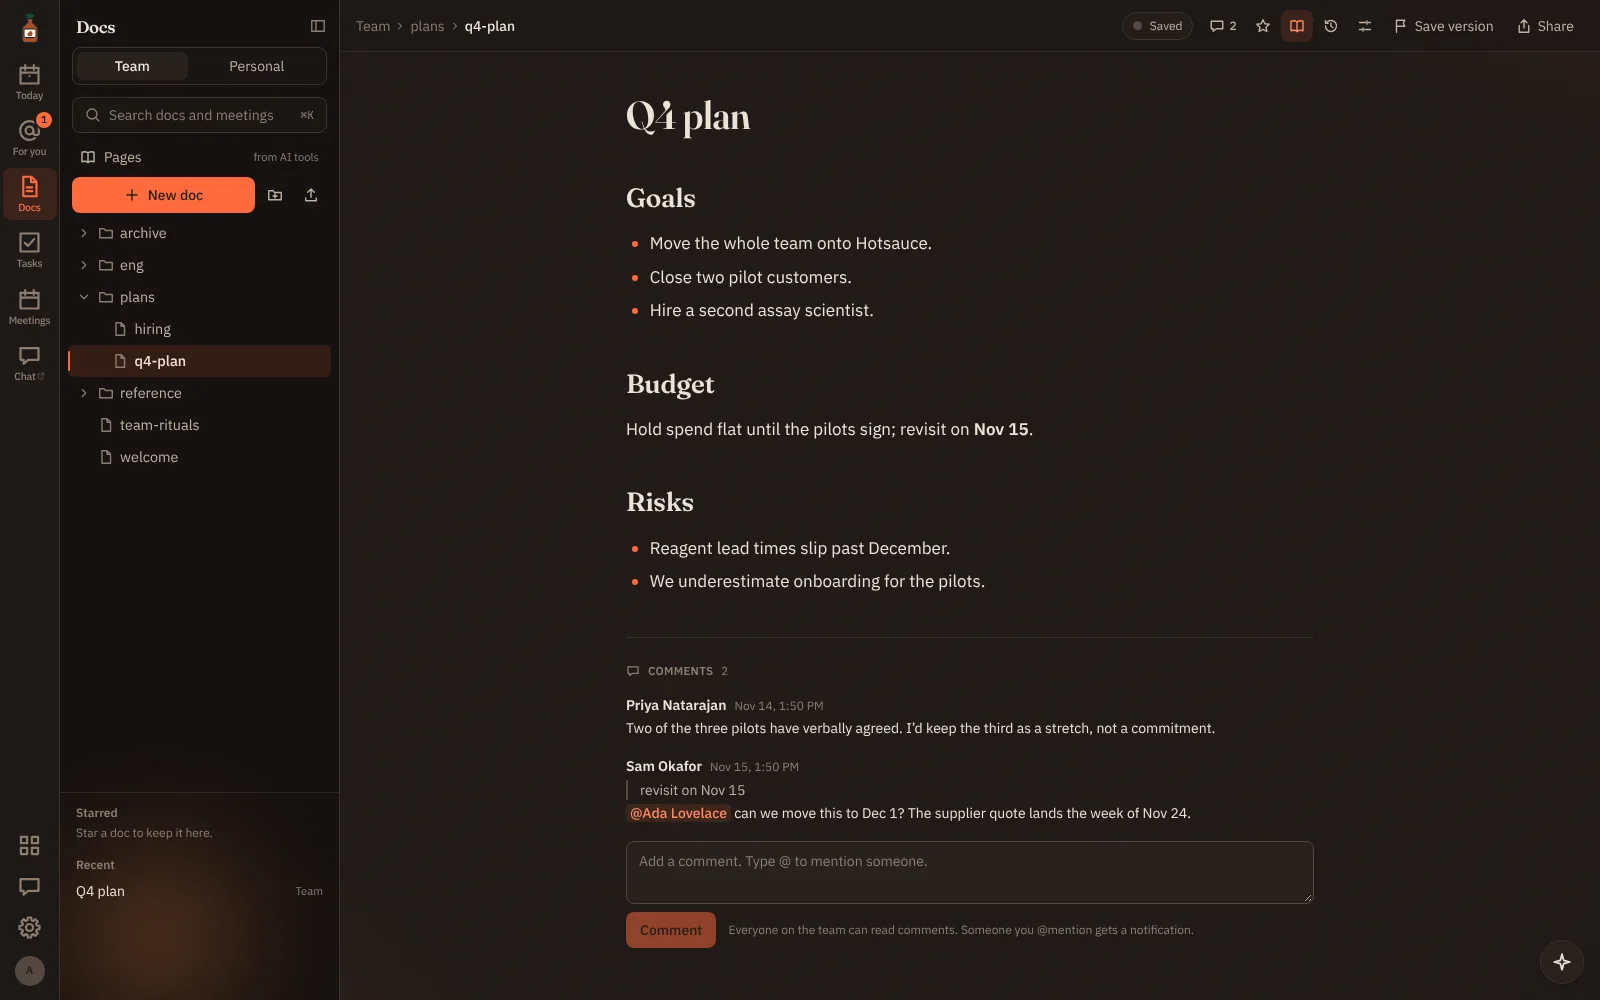 Docs
Team
Personal
Search docs and meetings
⌘K
Pages
from AI tools
New doc
archive
eng
plans
hiring
q4-plan
reference
team-rituals
welcome
Starred
Star a doc to keep it here.
Recent
Q4 plan
Team
Today
1
For you
Docs
Tasks
Meetings
Chat
A
Team › plans › q4-plan
Saved
2
Save version
Share
Q4 plan
Goals
Move the whole team onto Hotsauce.
Close two pilot customers.
Hire a second assay scientist.
Budget
Hold spend flat until the pilots sign; revisit on Nov 15.
Risks
Reagent lead times slip past December.
We underestimate onboarding for the pilots.
COMMENTS 2
Priya Natarajan Nov 14, 1:50 PM
Two of the three pilots have verbally agreed. I’d keep the third as a stretch, not a commitment.
Sam Okafor Nov 15, 1:50 PM
revisit on Nov 15
@Ada Lovelace can we move this to Dec 1? The supplier quote lands the week of Nov 24.
Add a comment. Type @ to mention someone.
Comment
Everyone on the team can read comments. Someone you @mention gets a notification.